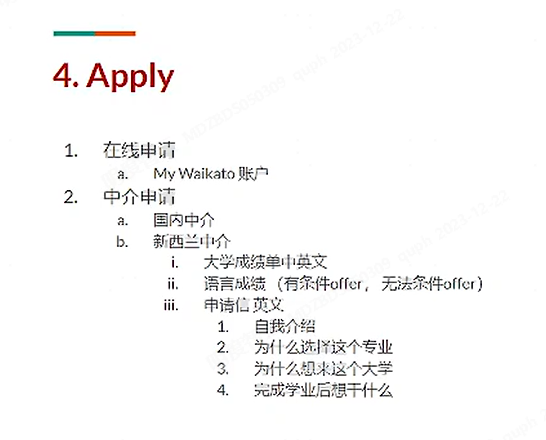 4. Apply
1. 在线申请
a. My Waikato 账户
2. 中介申请
a. 国内中介
b. 新西兰中介
i. 大学成绩单中英文
ii. 语言成绩 （有条件offer， 无法条件offer）
iii. 申请信 英文
1. 自我介绍
2. 为什么选择这个专业
3. 为什么想来这个大学
4. 完成学业后想干什么